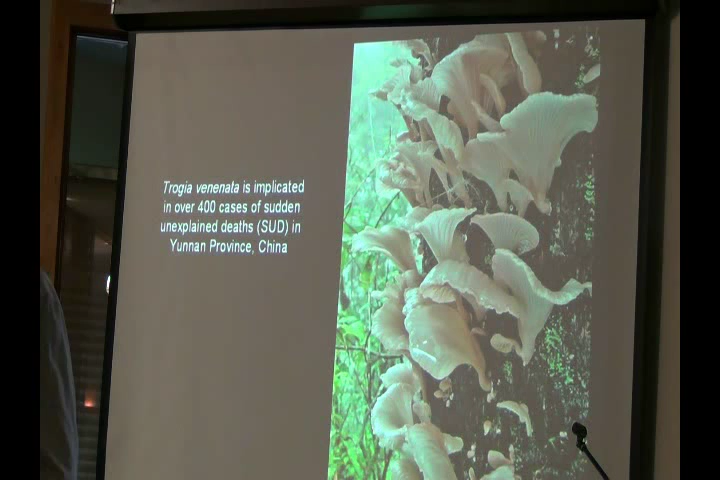 Trogia venenata is implicated
in over 400 cases of sudden
unexplained deaths (SUD) in
Yunnan Province, China